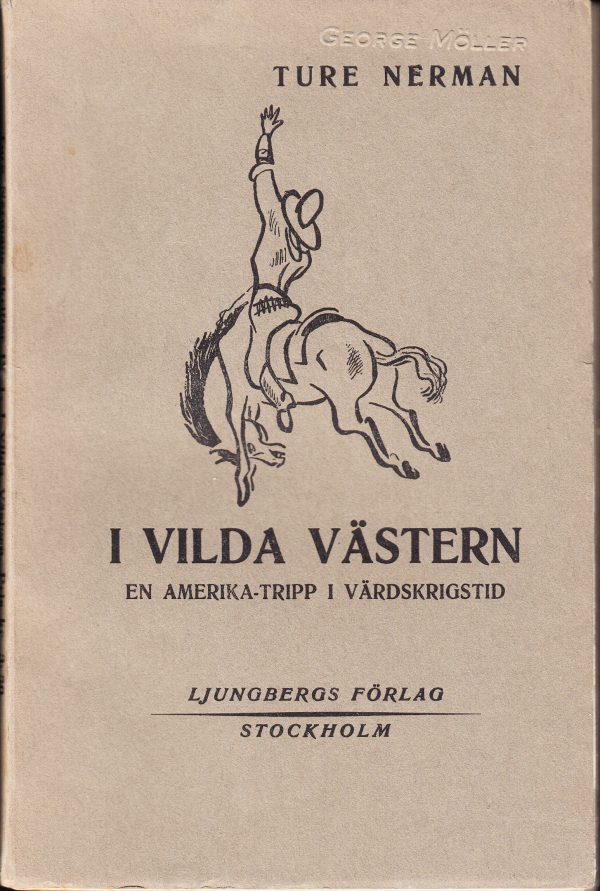 GEORGE MÖLLER
TURE NERMAN
I VILDA VÄSTERN
EN AMERIKA-TRIPP I VÄRDSKRIGSTID
LJUNGBERGS FÖRLAG
STOCKHOLM